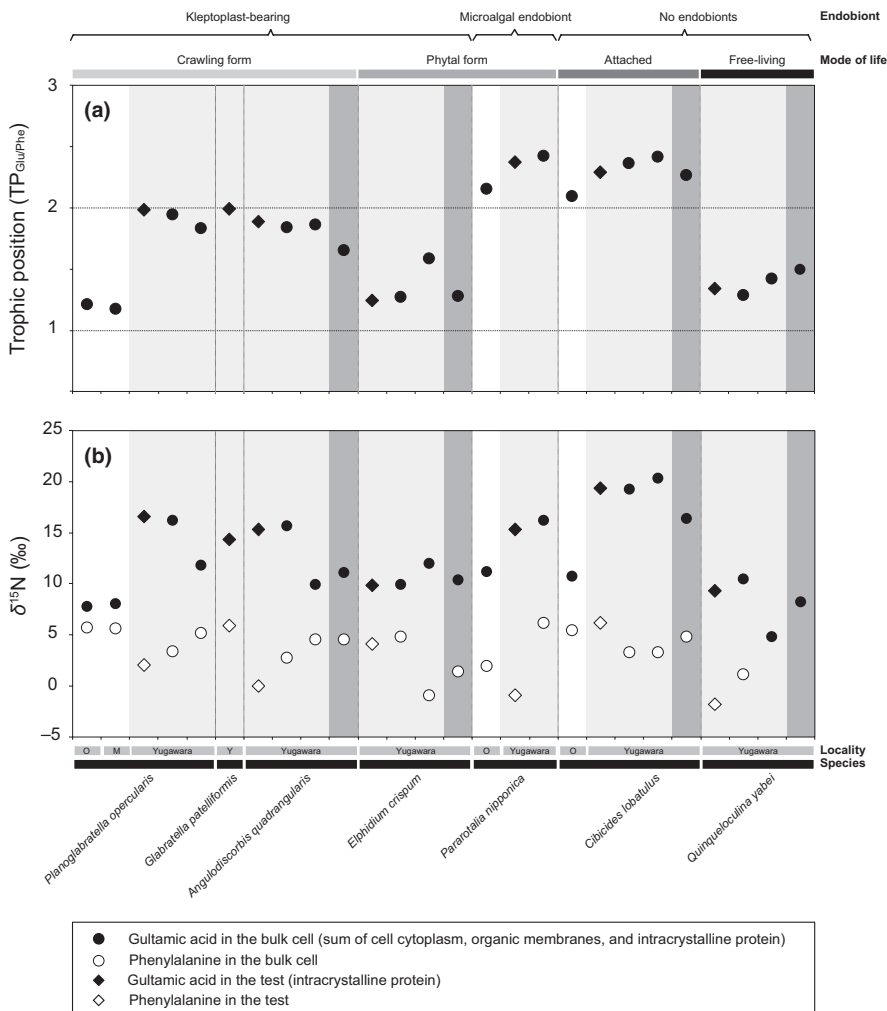 Kleptoplast-bearing Microalgal endobiont No endobionts Endobiont
Crawling form Phytal form Attached Free-living Mode of life
(a)
3
2
1
Trophic position (TPGlu/Phe)
(b)
25
20
15
10
5
0
–5
δ15N (‰)
O M Yugawara Y Yugawara Yugawara O Yugawara O Yugawara Yugawara Locality
Species
Planoglabratella opercularis
Glabratella patelliformis
Angulodiscorbis quadrangularis
Elphidium crispum
Pararotalia nipponica
Cibicides lobatulus
Quinqueloculina yabei
Gultamic acid in the bulk cell (sum of cell cytoplasm, organic membranes, and intracrystalline protein)
Phenylalanine in the bulk cell
Gultamic acid in the test (intracrystalline protein)
Phenylalanine in the test